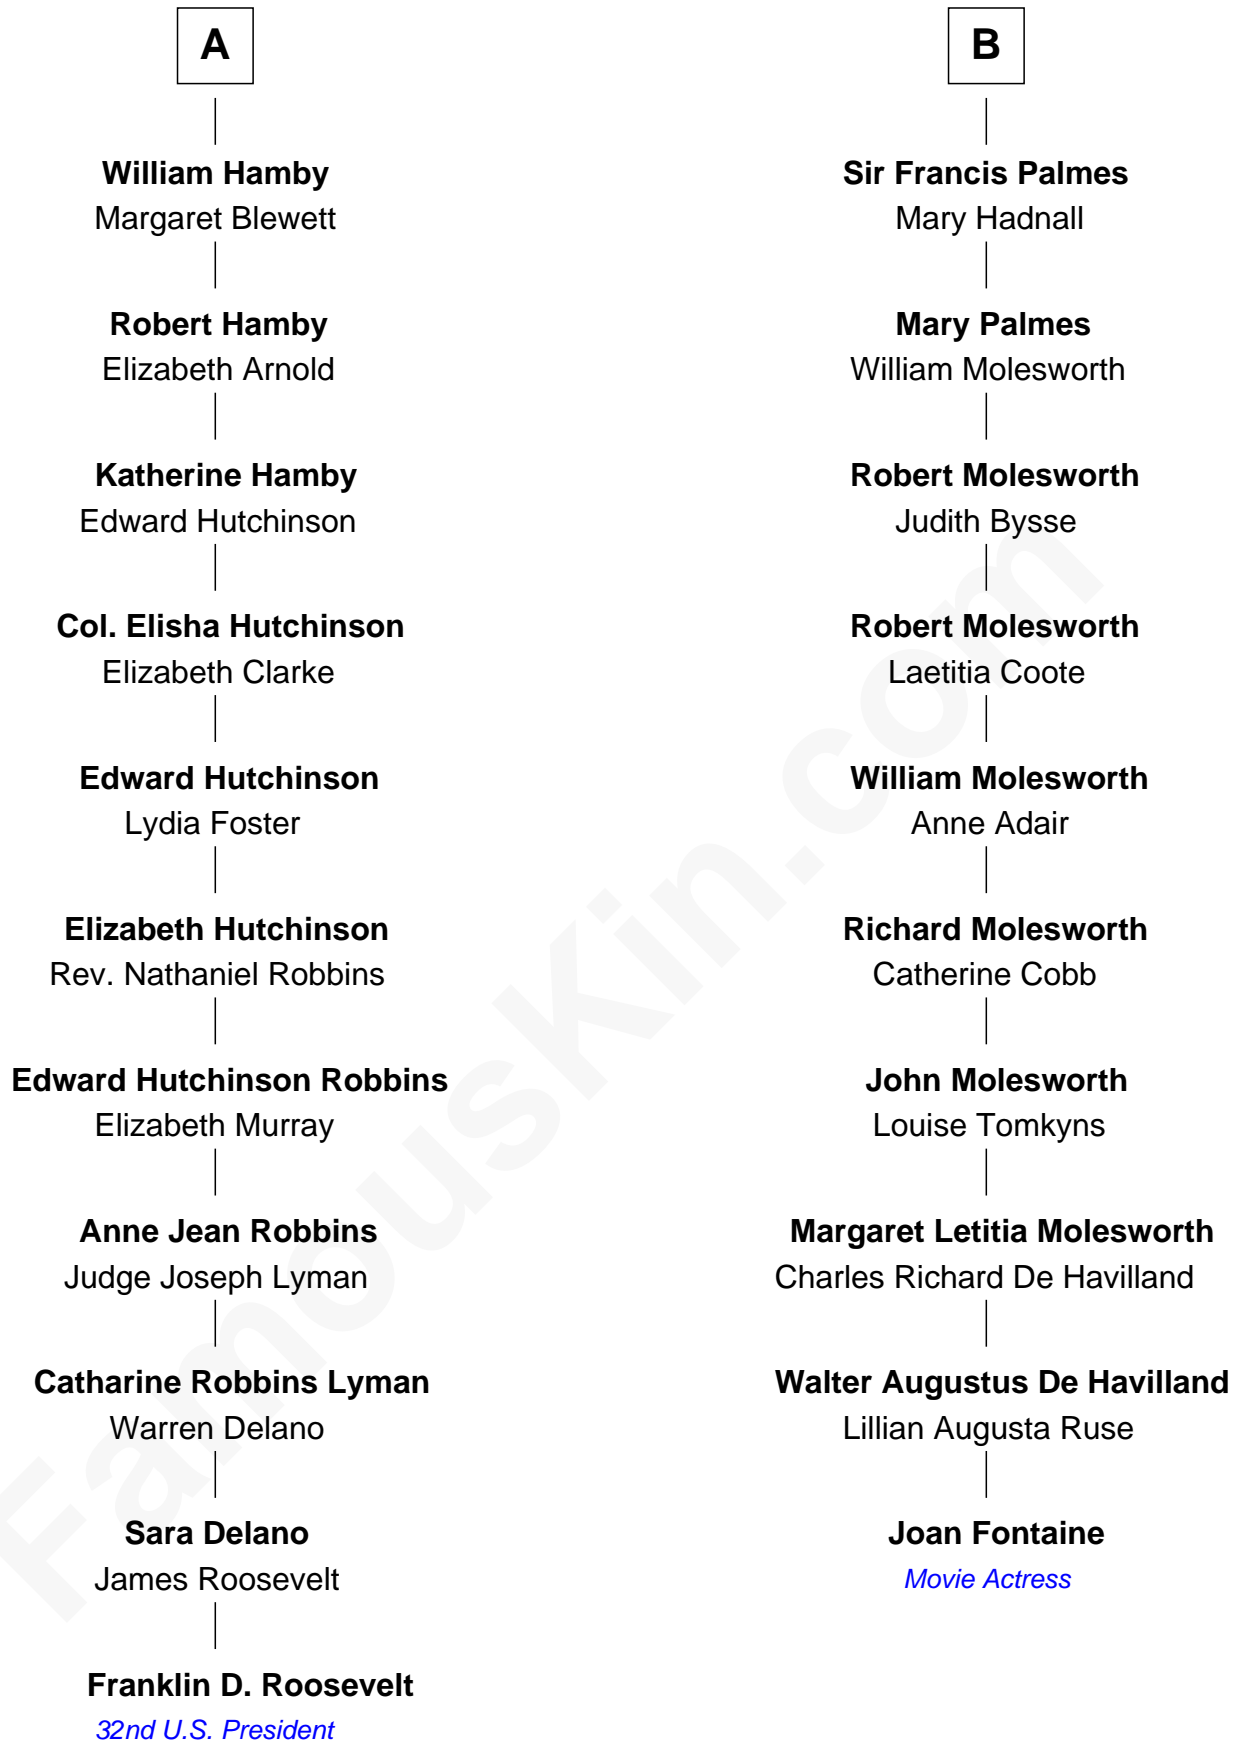 A
William Hamby
Margaret Blewett
Robert Hamby
Elizabeth Arnold
Katherine Hamby
Edward Hutchinson
Col. Elisha Hutchinson
Elizabeth Clarke
Edward Hutchinson
Lydia Foster
Elizabeth Hutchinson
Rev. Nathaniel Robbins
Edward Hutchinson Robbins
Elizabeth Murray
Anne Jean Robbins
Judge Joseph Lyman
Catharine Robbins Lyman
Warren Delano
Sara Delano
James Roosevelt
Franklin D. Roosevelt
32nd U.S. President
B
Sir Francis Palmes
Mary Hadnall
Mary Palmes
William Molesworth
Robert Molesworth
Judith Bysse
Robert Molesworth
Laetitia Coote
William Molesworth
Anne Adair
Richard Molesworth
Catherine Cobb
John Molesworth
Louise Tomkyns
Margaret Letitia Molesworth
Charles Richard De Havilland
Walter Augustus De Havilland
Lillian Augusta Ruse
Joan Fontaine
Movie Actress
FamousKin.com